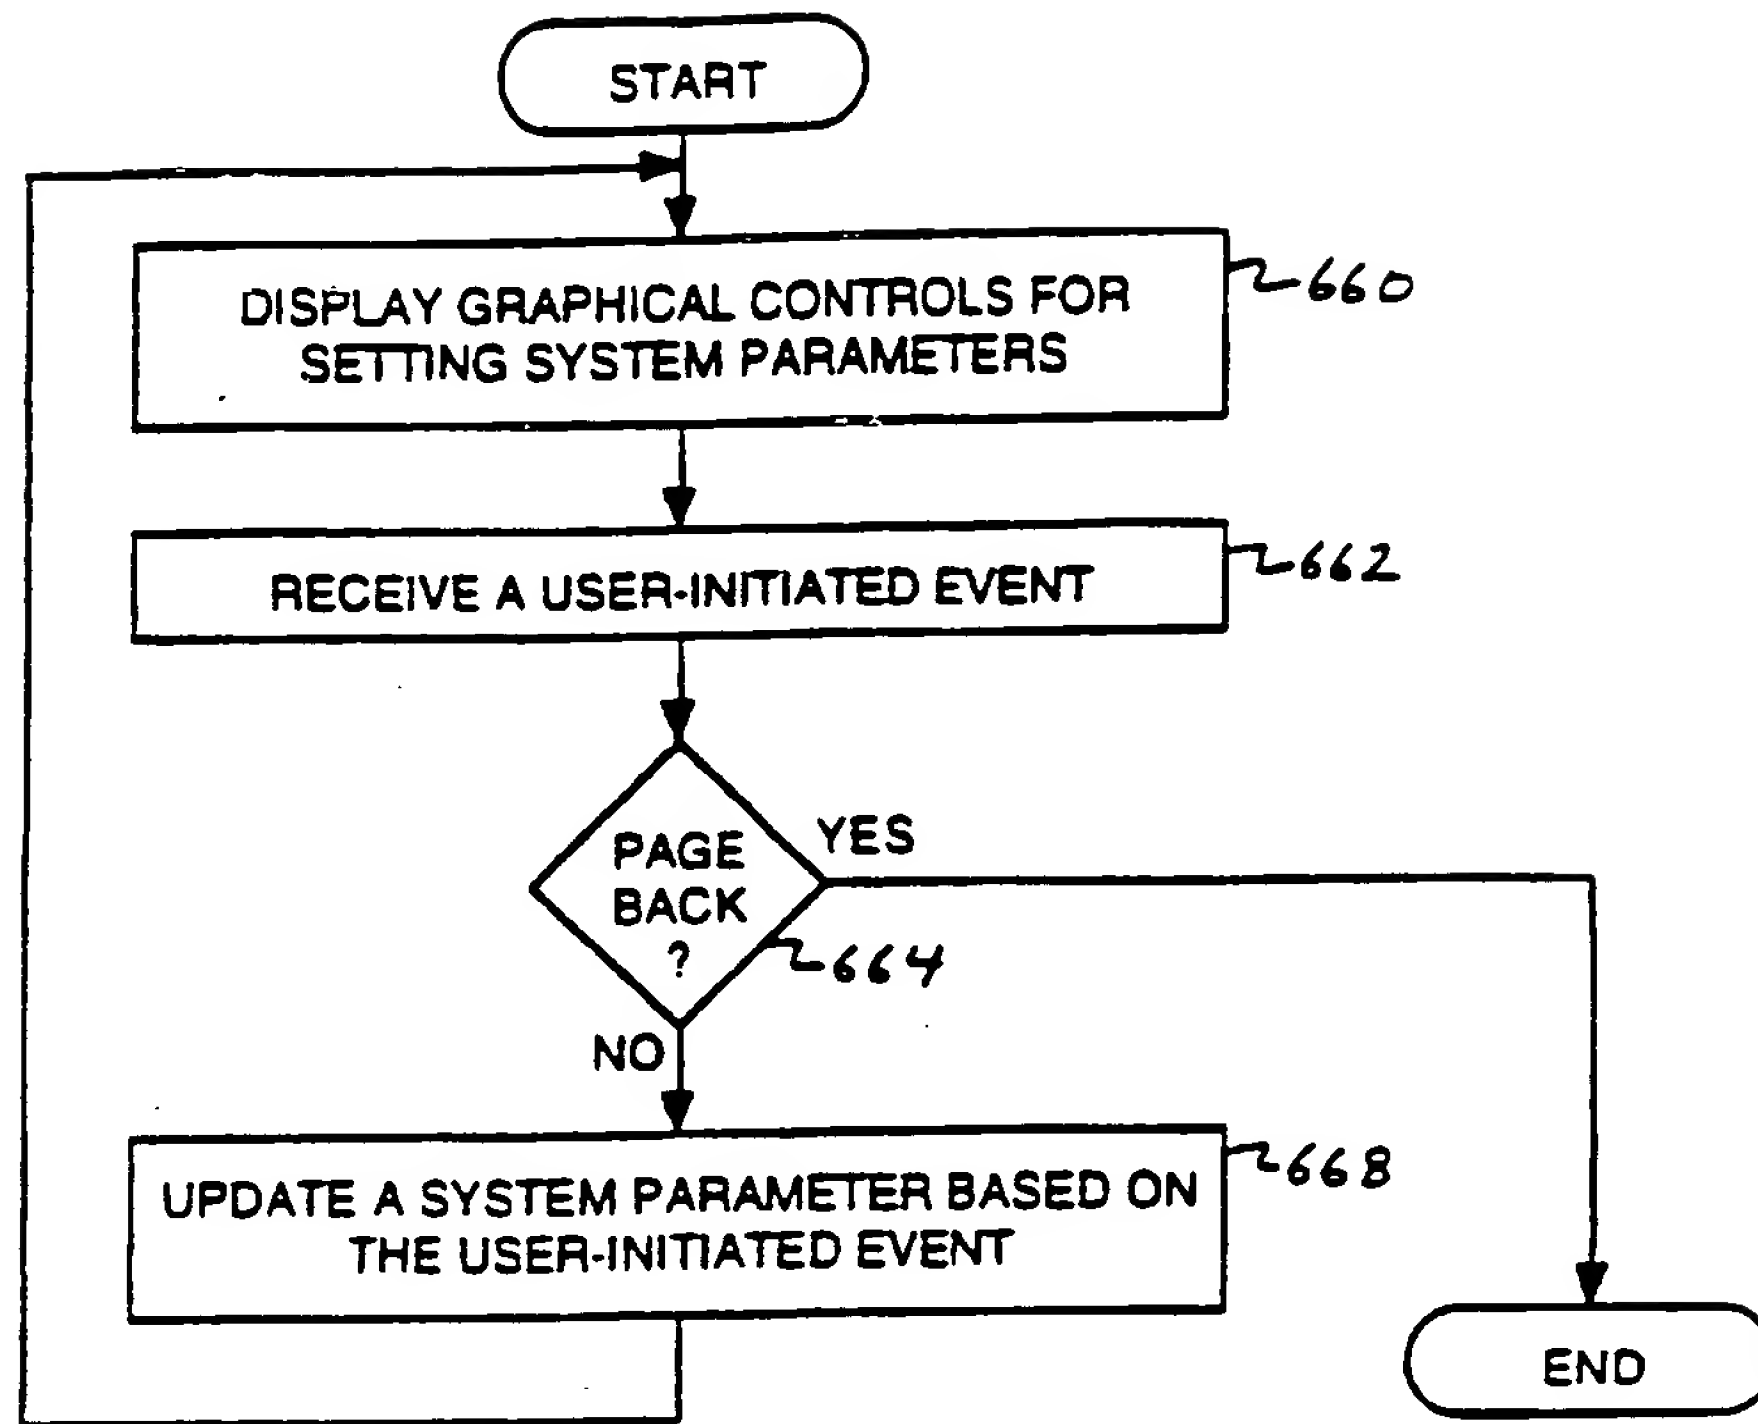 START
DISPLAY GRAPHICAL CONTROLS FOR
SETTING SYSTEM PARAMETERS
660
RECEIVE A USER-INITIATED EVENT
662
PAGE
BACK
?
YES
664
NO
UPDATE A SYSTEM PARAMETER BASED ON
THE USER-INITIATED EVENT
668
END